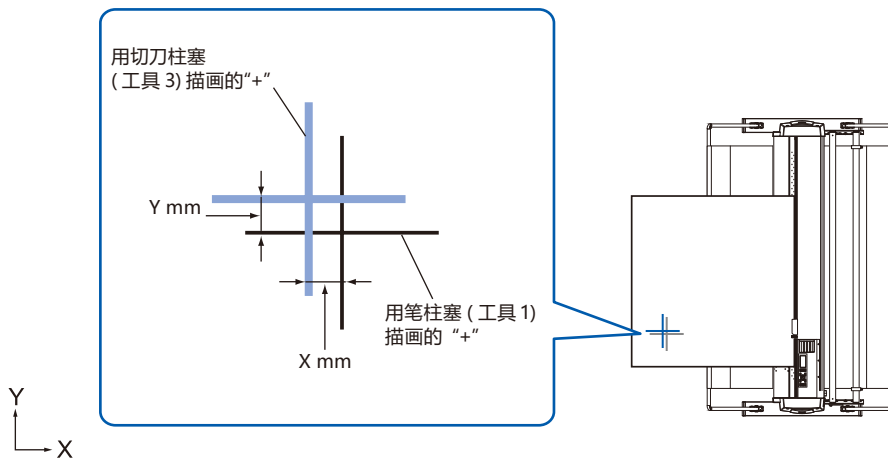 用切刀柱塞
( 工具 3) 描画的“+”
Y mm
用笔柱塞 ( 工具 1)
描画的“+”
X mm
Y
X